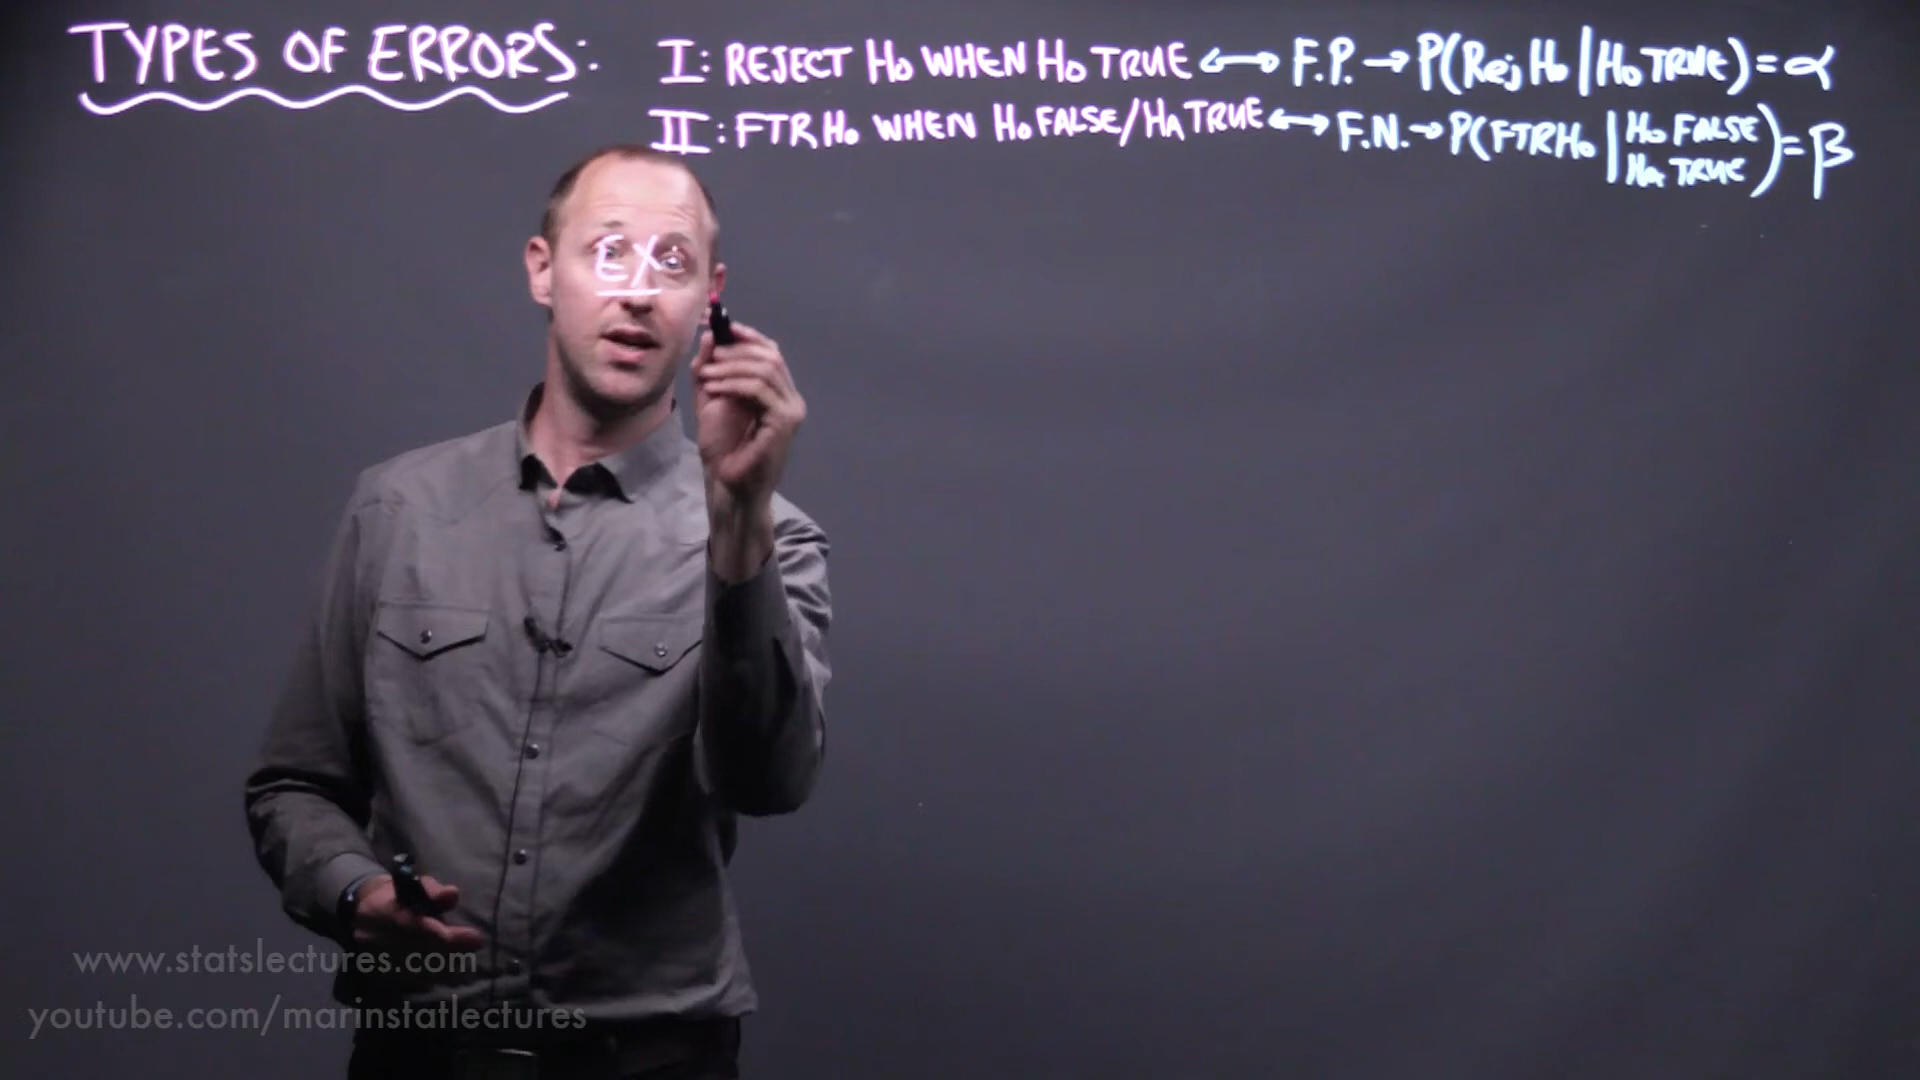 TYPES OF ERRORS:
I: REJECT H₀ WHEN H₀ TRUE ↔ F.P. → P(Rej H₀ | H₀ TRUE) = α
II: FTR H₀ WHEN H₀ FALSE/HA TRUE ↔ F.N. → P(FTR H₀ | H₀ FALSE HA TRUE) = β
EX:
www.statslectures.com
youtube.com/marinstatlectures